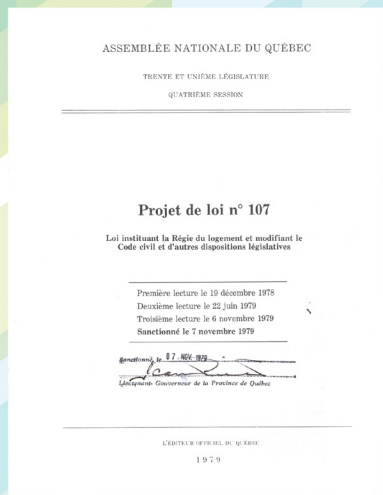 ASSEMBLÉE NATIONALE DU QUÉBEC
TRENTE ET UNIÈME LÉGISLATURE
QUATRIÈME SESSION
Projet de loi n° 107
Loi instituant la Régie du logement et modifiant le
Code civil et d'autres dispositions législatives
Première lecture le 19 décembre 1978
Deuxième lecture le 22 juin 1979
Troisième lecture le 6 novembre 1979
Sanctionné le 7 novembre 1979
Sanctionné, le 07. NOV. 1979
Lieutenant-Gouverneur de la Province de Québec
L'ÉDITEUR OFFICIEL DU QUÉBEC
1979